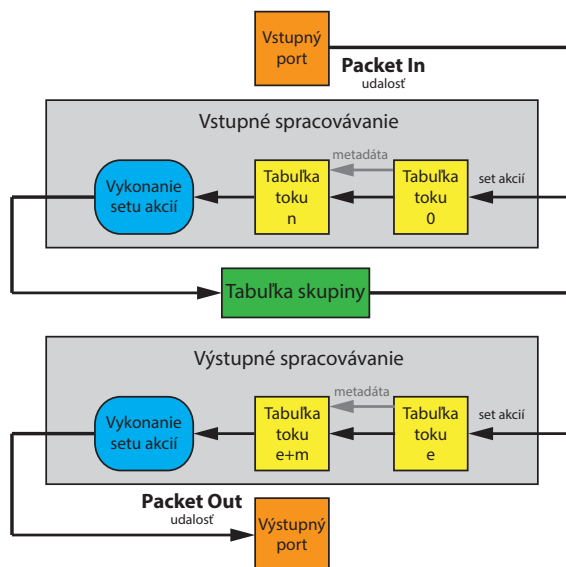 Vstupný
port
Packet In
udalosť
Vstupné spracovávanie
metadáta
set akcií
Vykonanie
setu akcií
Tabuľka
toku
n
Tabuľka
toku
0
Tabuľka skupiny
Výstupné spracovávanie
metadáta
set akcií
Vykonanie
setu akcií
Tabuľka
toku
e+m
Tabuľka
toku
e
Packet Out
udalosť
Výstupný
port